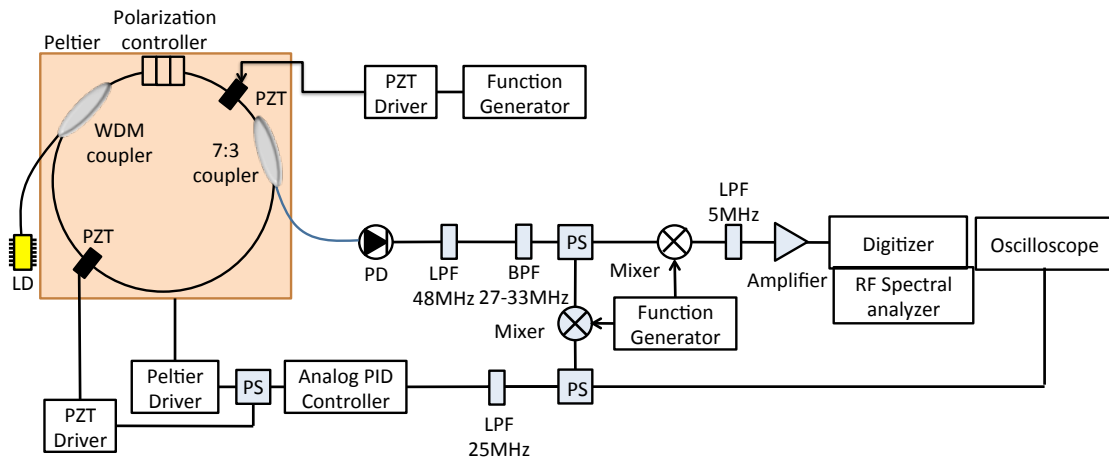 Polarization
controller
Peltier
PZT
WDM
coupler
7:3
coupler
PZT
Driver
Function
Generator
PZT
LD
PD
LPF
48MHz
BPF
27-33MHz
PS
Mixer
LPF
5MHz
Amplifier
Digitizer
RF Spectral
analyzer
Oscilloscope
Mixer
Function
Generator
Peltier
Driver
PS
Analog PID
Controller
LPF
25MHz
PS
PZT
Driver